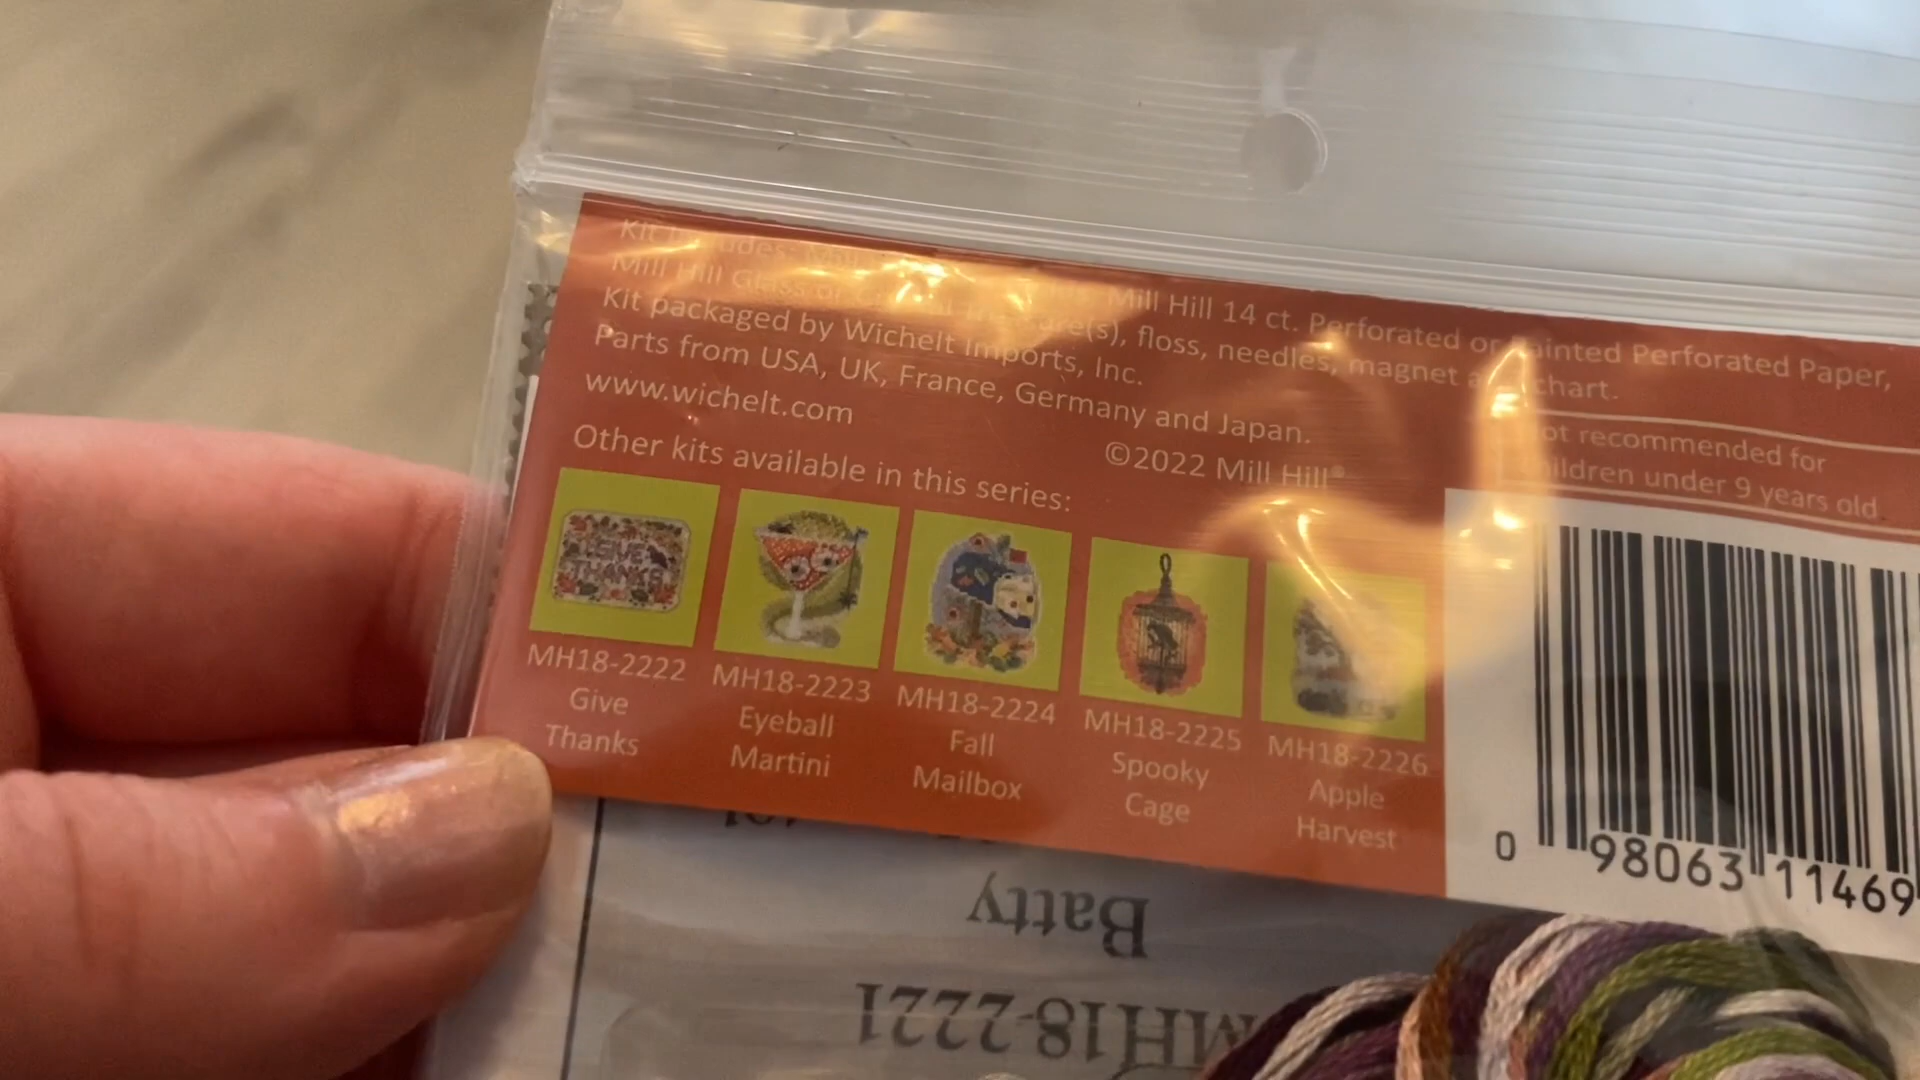 Kit includes: Mill Hill 14 ct. Perforated or Painted Perforated Paper,
Mill Hill Glass or Treasure(s), floss, needles, magnet and chart.
Kit packaged by Wichelt Imports, Inc.
Parts from USA, UK, France, Germany and Japan.
www.wichelt.com
©2022 Mill Hill®
Not recommended for
children under 9 years old
Other kits available in this series:
GIVE
THANKS
MH18-2222
Give
Thanks
MH18-2223
Eyeball
Martini
MH18-2224
Fall
Mailbox
MH18-2225
Spooky
Cage
MH18-2226
Apple
Harvest
0 98063 11469
Batty
MH18-2221